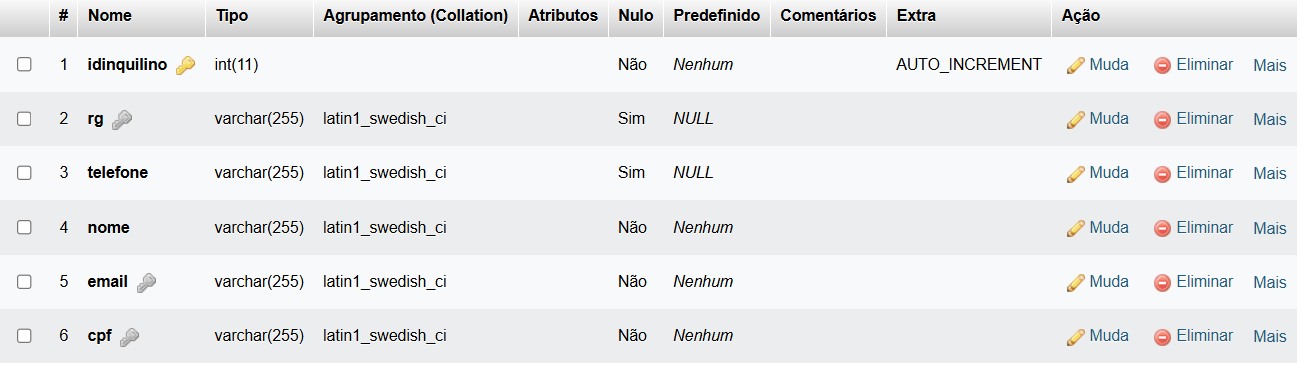 # Nome Tipo Agrupamento (Collation) Atributos Nulo Predefinido Comentários Extra Ação
1 idinquilino int(11) Não Nenhum AUTO_INCREMENT Muda Eliminar Mais
2 rg varchar(255) latin1_swedish_ci Sim NULL Muda Eliminar Mais
3 telefone varchar(255) latin1_swedish_ci Sim NULL Muda Eliminar Mais
4 nome varchar(255) latin1_swedish_ci Não Nenhum Muda Eliminar Mais
5 email varchar(255) latin1_swedish_ci Não Nenhum Muda Eliminar Mais
6 cpf varchar(255) latin1_swedish_ci Não Nenhum Muda Eliminar Mais